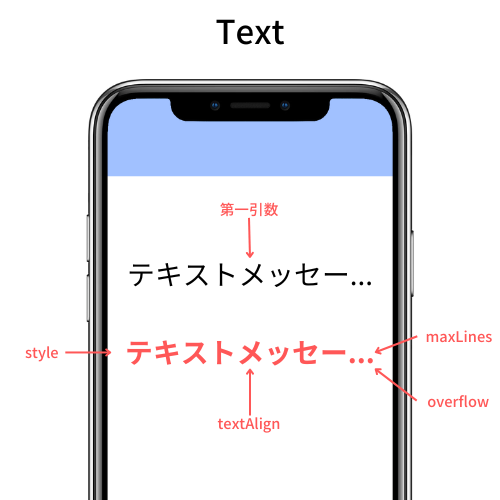 Text
第一引数
テキストメッセー...
maxLines
style
テキストメッセー...
overflow
textAlign